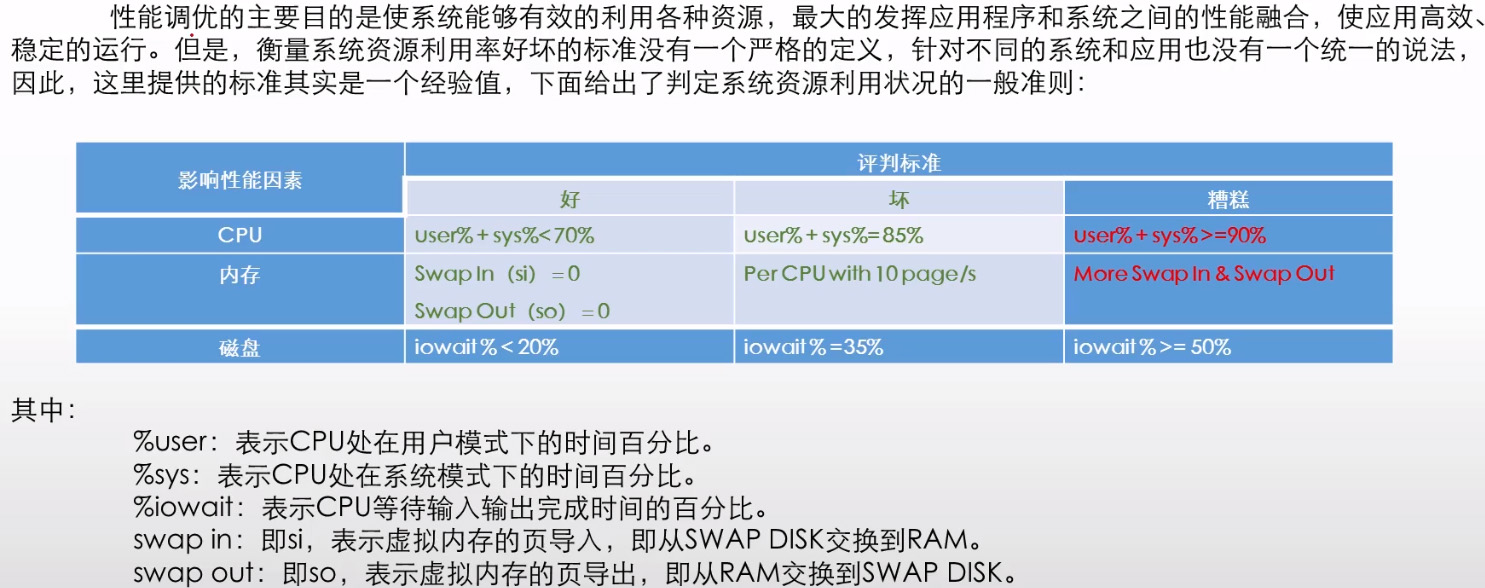 性能调优的主要目的是使系统能够有效的利用各种资源，最大的发挥应用程序和系统之间的性能融合，使应用高效、
稳定的运行。但是，衡量系统资源利用率好坏的标准没有一个严格的定义，针对不同的系统和应用也没有一个统一的说法，
因此，这里提供的标准其实是一个经验值，下面给出了判定系统资源利用状况的一般准则：
影响性能因素 评判标准
好 坏 糟糕
CPU user%+sys%<70% user%+sys%=85% user%+sys%>=90%
内存 Swap In（si）=0 Per CPU with 10 page/s More Swap In & Swap Out
Swap Out（so）=0
磁盘 iowait%<20% iowait%=35% iowait%>= 50%
其中：
%user：表示CPU处在用户模式下的时间百分比。
%sys：表示CPU处在系统模式下的时间百分比。
%iowait：表示CPU等待输入输出完成时间的百分比。
swap in：即si，表示虚拟内存的页导入，即从SWAP DISK交换到RAM。
swap out：即so，表示虚拟内存的页导出，即从RAM交换到SWAP DISK。